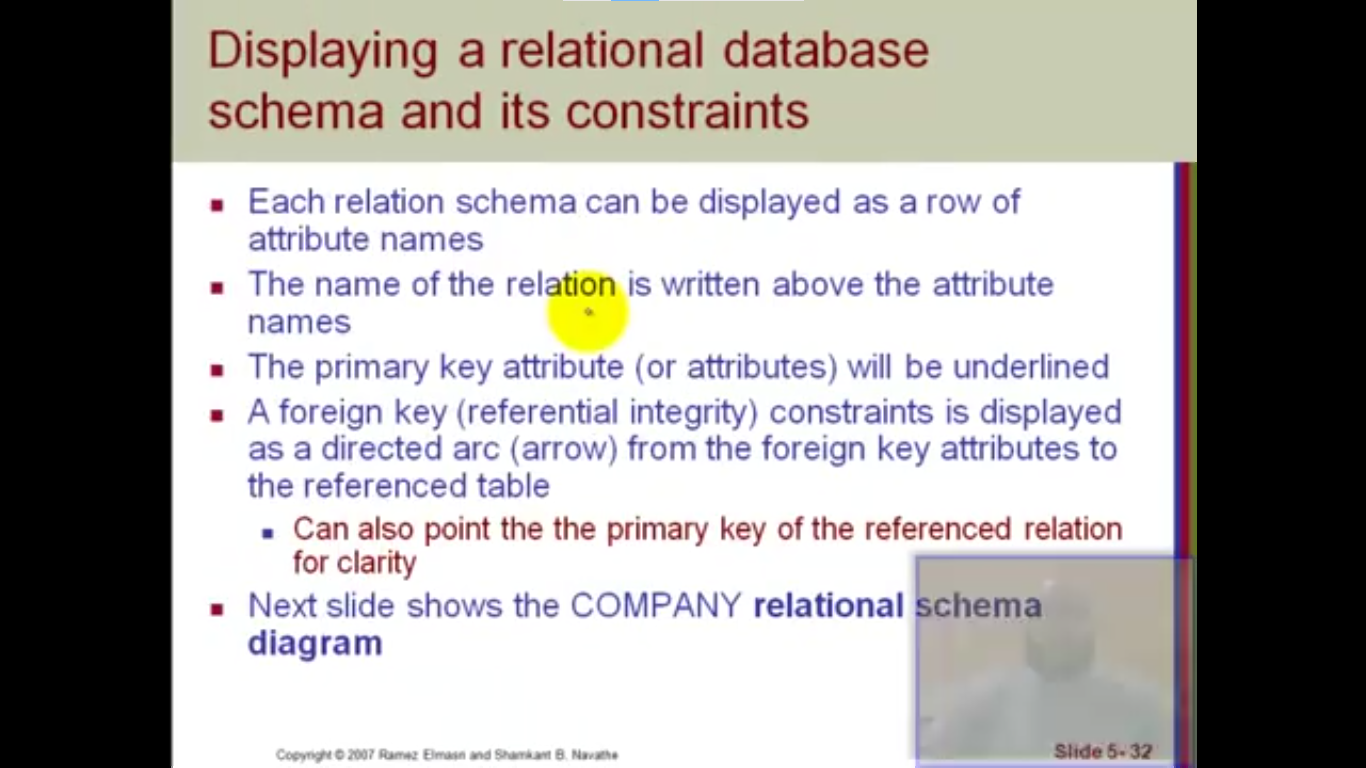 Displaying a relational database
schema and its constraints
Each relation schema can be displayed as a row of
attribute names
The name of the relation is written above the attribute
names
The primary key attribute (or attributes) will be underlined
A foreign key (referential integrity) constraints is displayed
as a directed arc (arrow) from the foreign key attributes to
the referenced table
Can also point the the primary key of the referenced relation
for clarity
Next slide shows the COMPANY relational schema
diagram
Copyright © 2007 Ramez Elmasri and Shamkant B. Navathe
Slide 5- 32